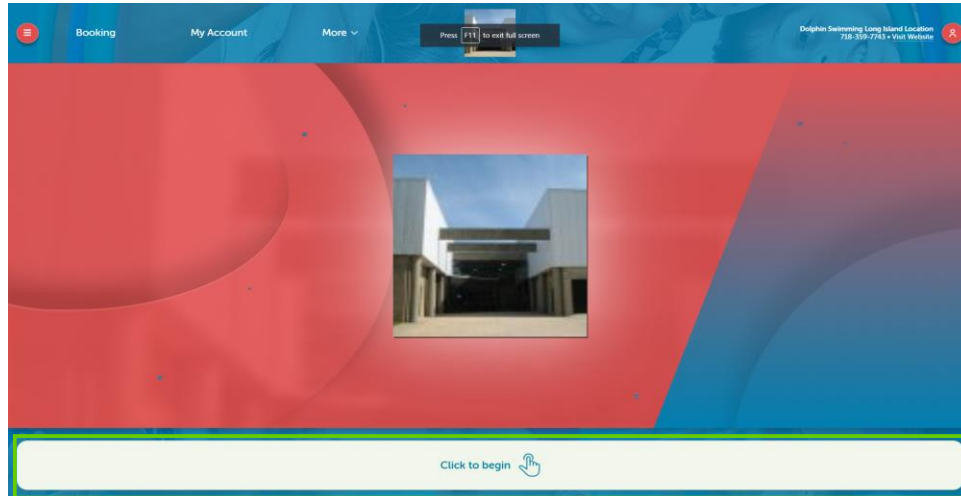 Booking
My Account
More
Press F11 to exit full screen
Dolphin Swimming Long Island Location
718-359-7743 • Visit Website
Click to begin